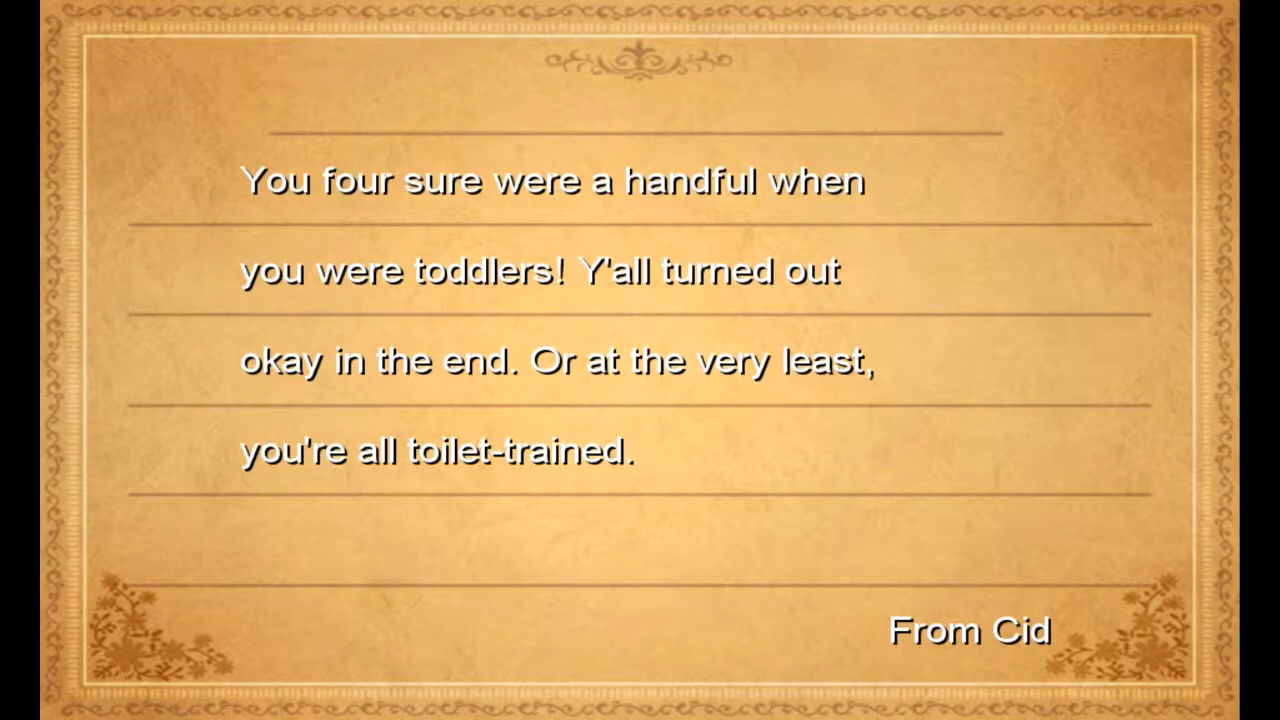 You four sure were a handful when
you were toddlers! Y'all turned out
okay in the end. Or at the very least,
you're all toilet-trained.
From Cid